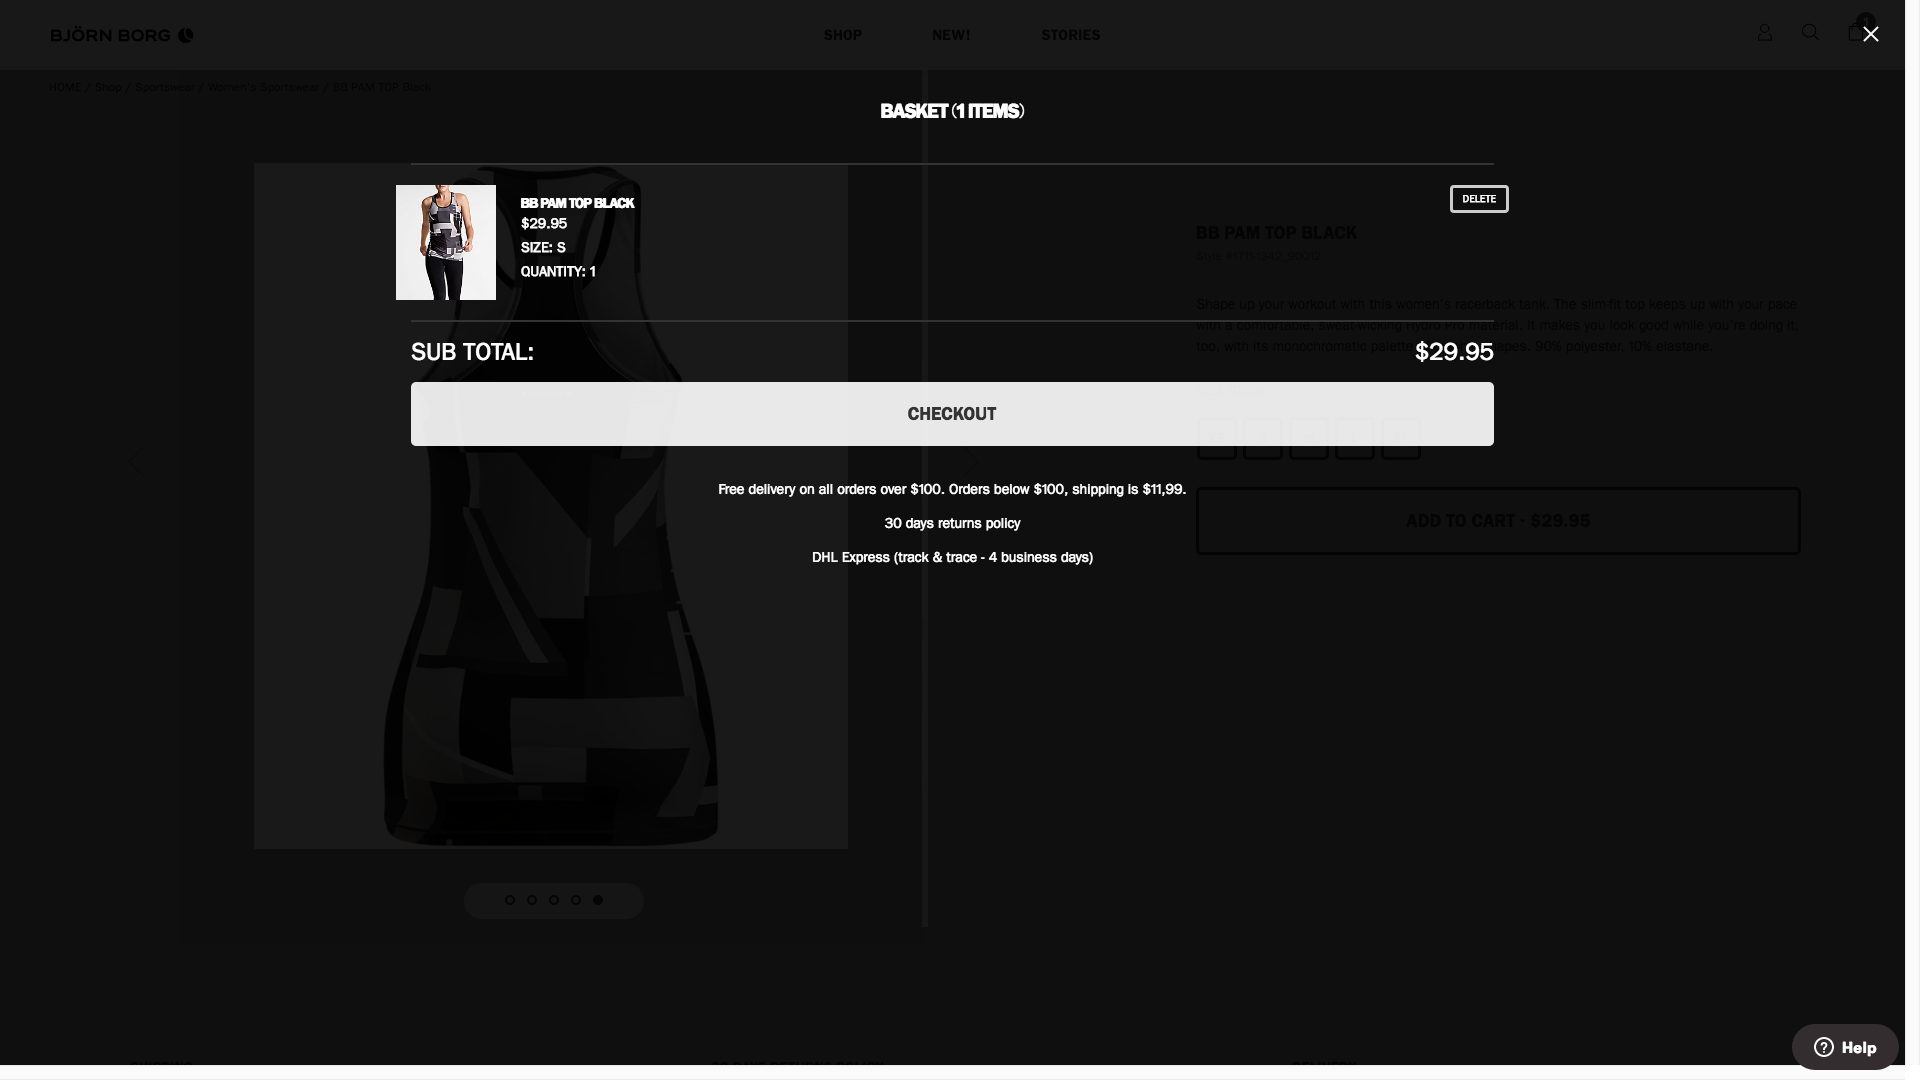 BJÖRN BORG
SHOP
NEW!
STORIES
HOME / Shop / Sportswear / Women's Sportswear / BB PAM TOP Black
BASKET (1 ITEMS)
BB PAM TOP BLACK
$29.95
SIZE: S
QUANTITY: 1
DELETE
BB PAM TOP BLACK
Shape up your workout with this women's racerback tank. The slim-fit top keeps up with your pace
with a comfortable, sweat-wicking Hydro Pro material. It makes you look good while you're doing it,
too, with its monochromatic palette apes. 90% polyester, 10% elastane.
SUB TOTAL:
$29.95
CHECKOUT
Free delivery on all orders over $100. Orders below $100, shipping is $11,99.
30 days returns policy
DHL Express (track & trace - 4 business days)
ADD TO CART - $29.95
Help